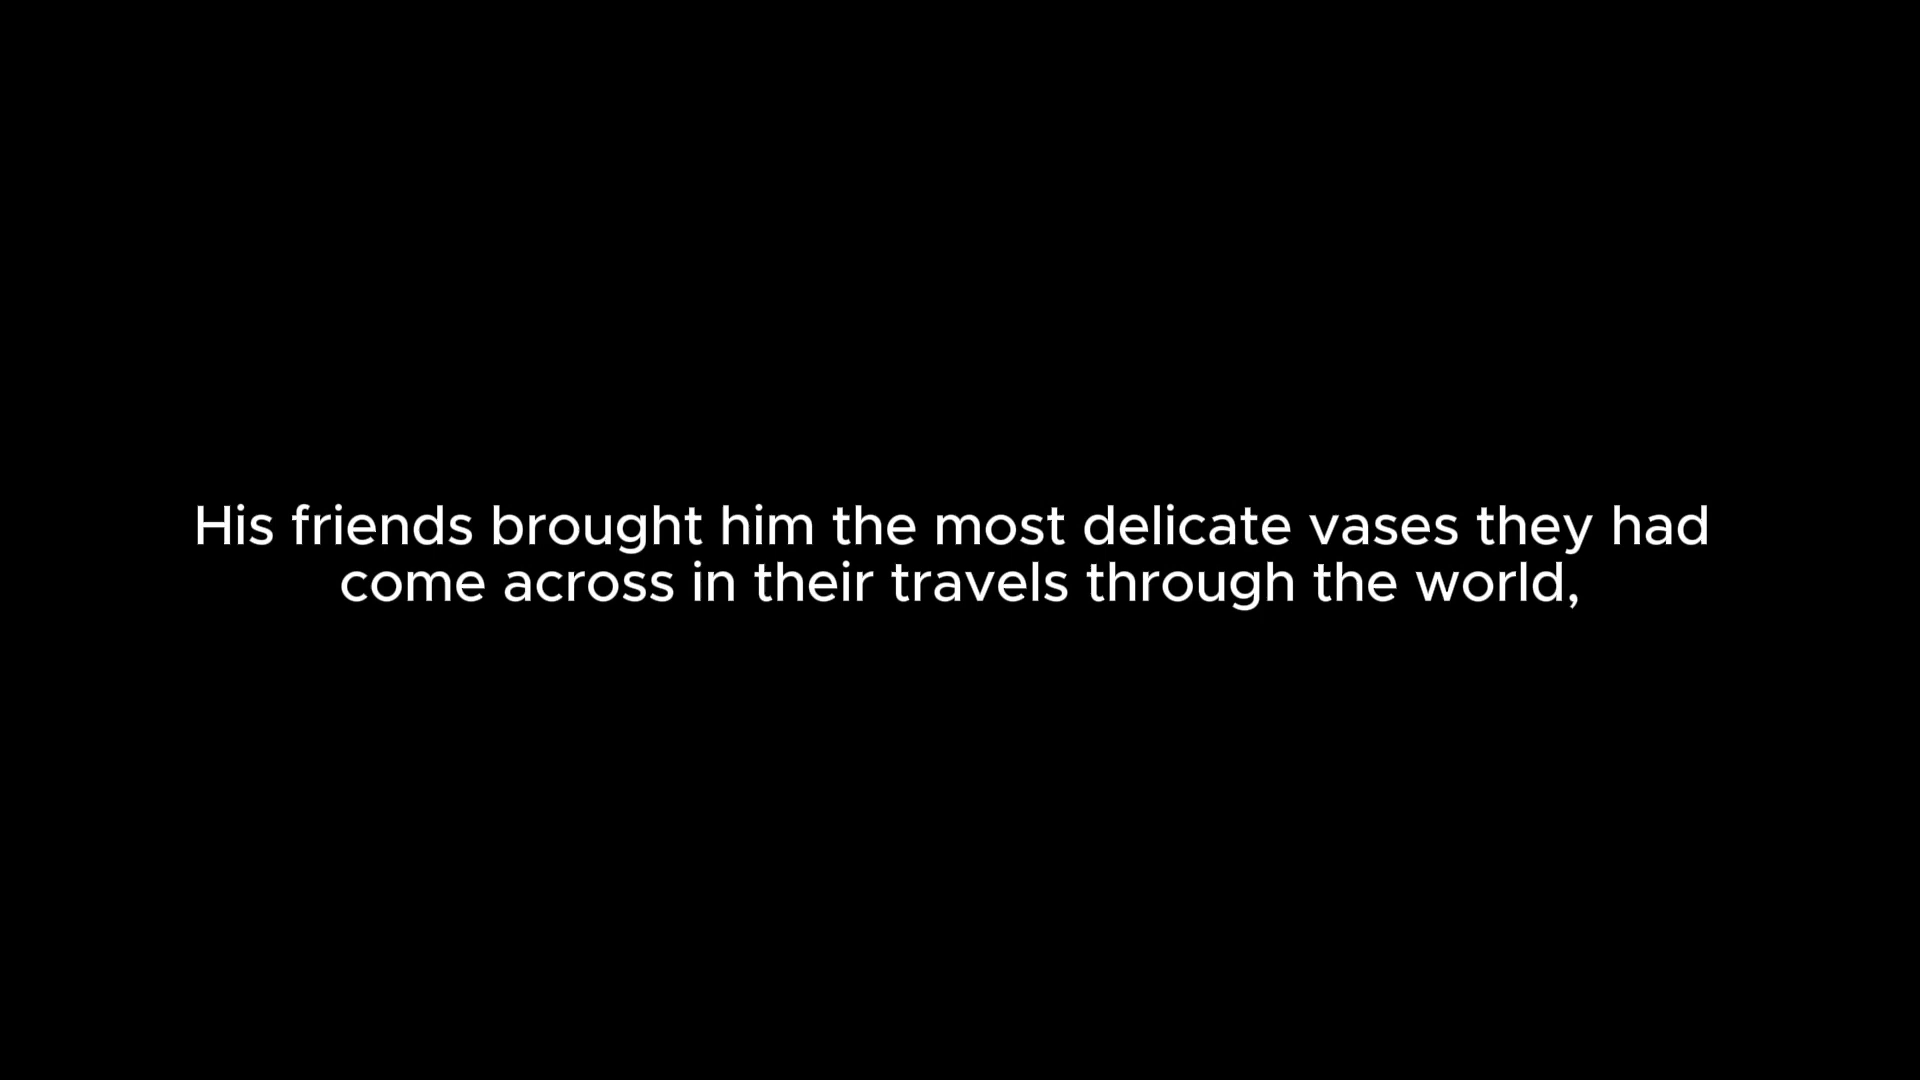 His friends brought him the most delicate vases they had
come across in their travels through the world,